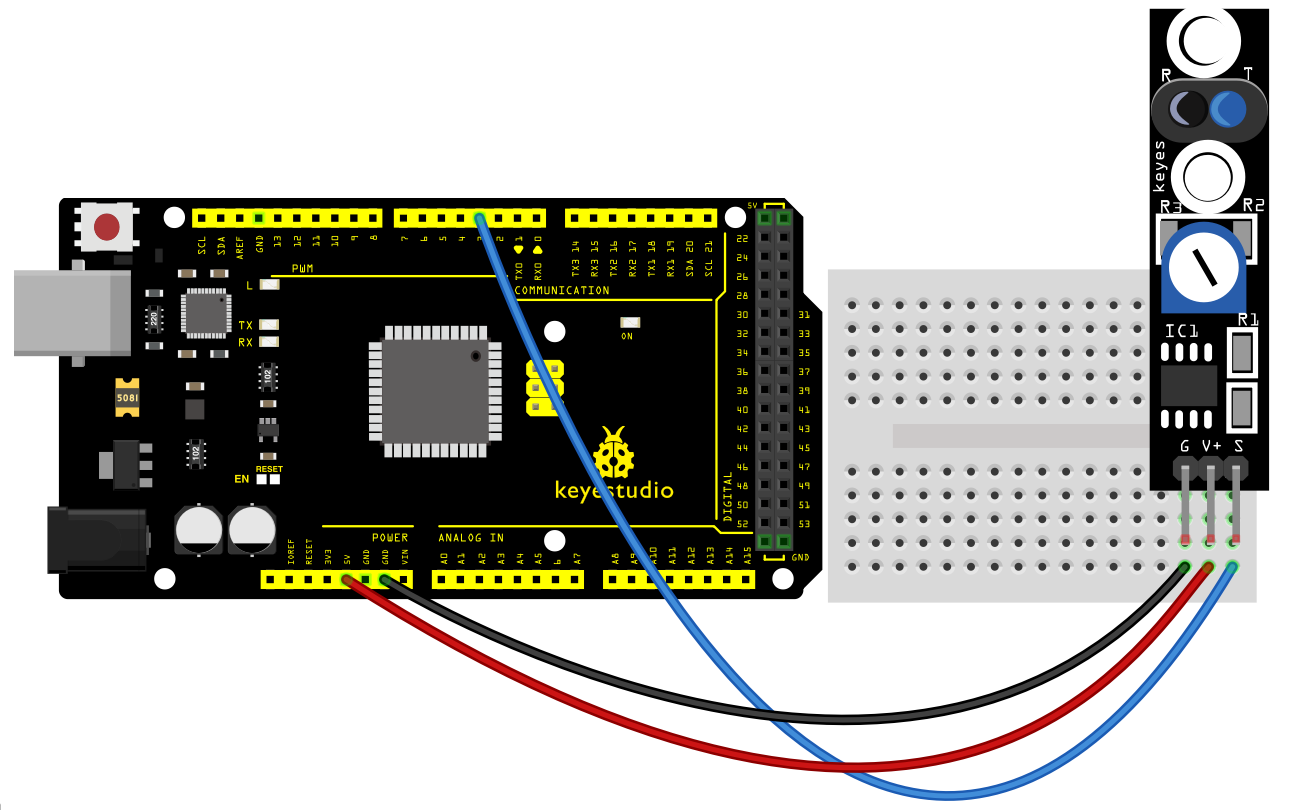 R T
keyes
R3 R2
R1
IC1
G V+ S
5V
SCL SDA AREF GND 13 12 11 10 9 8
7 6 5 4 3 2 1 0
TX0 RX0
TX3 14
RX3 15
TX2 16
RX2 17
TX1 18
RX1 19
SDA 20
SCL 21
PWM
COMMUNICATION
L
TX
RX
ON
220
102
5081
102
RESET
EN
keyestudio
DIGITAL
22
24
26
28
30 31
32 33
34 35
36 37
38 39
40 41
42 43
44 45
46 47
48 49
50 51
52 53
GND
POWER
ANALOG IN
IOREF RESET 3V3 5V GND GND VIN
A0 A1 A2 A3 A4 A5 6 A7
A8 A9 A10 A11 A12 A13 A14 A15